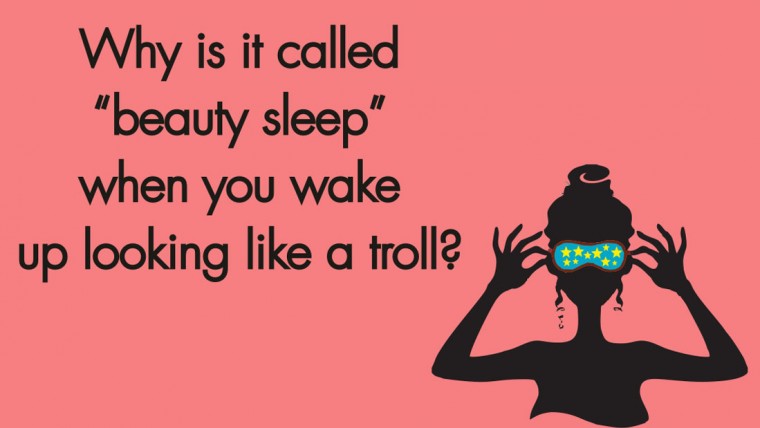 Why is it called
“beauty sleep”
when you wake
up looking like a troll?